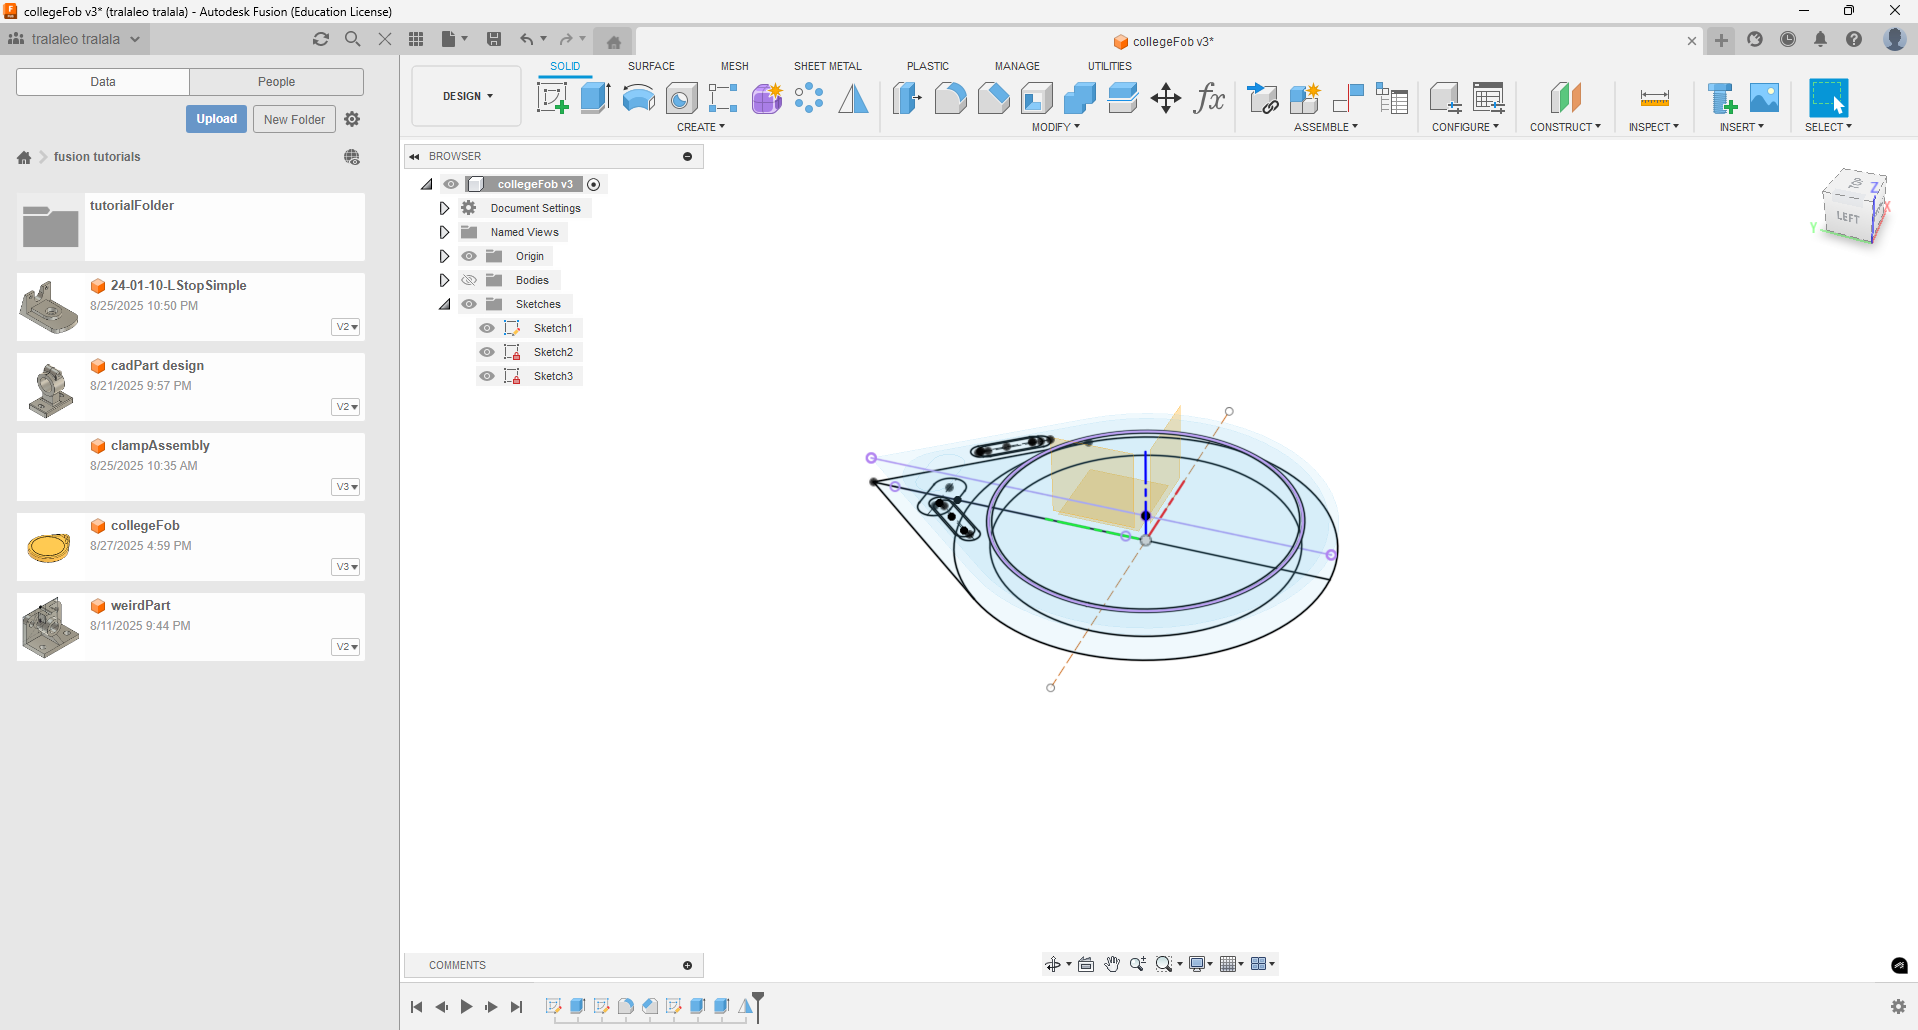 collegeFob v3* (tralaleo tralala) - Autodesk Fusion (Education License)
tralaleo tralala
collegeFob v3*
Data
People
Upload
New Folder
fusion tutorials
tutorialFolder
24-01-10-LStopSimple
8/25/2025 10:50 PM
V2
cadPart design
8/21/2025 9:57 PM
V2
clampAssembly
8/25/2025 10:35 AM
V3
collegeFob
8/27/2025 4:59 PM
V3
weirdPart
8/11/2025 9:44 PM
V2
DESIGN
SOLID
SURFACE
MESH
SHEET METAL
PLASTIC
MANAGE
UTILITIES
CREATE
MODIFY
ASSEMBLE
CONFIGURE
CONSTRUCT
INSPECT
INSERT
SELECT
BROWSER
collegeFob v3
Document Settings
Named Views
Origin
Bodies
Sketches
Sketch1
Sketch2
Sketch3
TOP
LEFT
Z
X
Y
COMMENTS